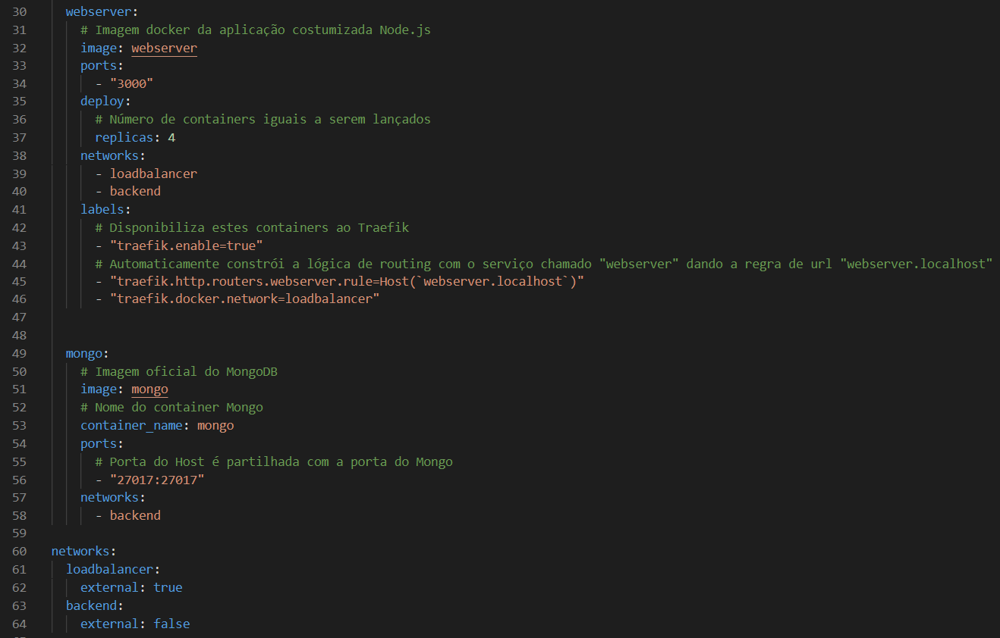 30 webserver:
31 # Imagem docker da aplicação costumizada Node.js
32 image: webserver
33 ports:
34 - "3000"
35 deploy:
36 # Número de containers iguais a serem lançados
37 replicas: 4
38 networks:
39 - loadbalancer
40 - backend
41 labels:
42 # Disponibiliza estes containers ao Traefik
43 - "traefik.enable=true"
44 # Automaticamente constrói a lógica de routing com o serviço chamado "webserver" dando a regra de url "webserver.localhost"
45 - "traefik.http.routers.webserver.rule=Host(`webserver.localhost`)"
46 - "traefik.docker.network=loadbalancer"
47
48
49 mongo:
50 # Imagem oficial do MongoDB
51 image: mongo
52 # Nome do container Mongo
53 container_name: mongo
54 ports:
55 # Porta do Host é partilhada com a porta do Mongo
56 - "27017:27017"
57 networks:
58 - backend
59
60 networks:
61 loadbalancer:
62 external: true
63 backend:
64 external: false